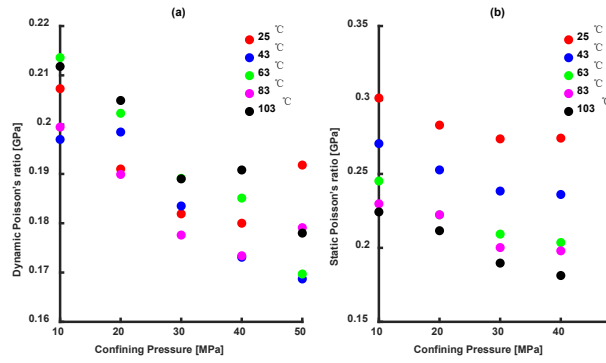 (a)
Dynamic Poisson's ratio [GPa]
0.22
0.21
0.2
0.19
0.18
0.17
0.16
10 20 30 40 50
Confining Pressure [MPa]
25 ℃
43 ℃
63 ℃
83 ℃
103 ℃
(b)
Static Poisson's ratio [GPa]
0.35
0.3
0.25
0.2
0.15
10 20 30 40
Confining Pressure [MPa]
25 ℃
43 ℃
63 ℃
83 ℃
103 ℃